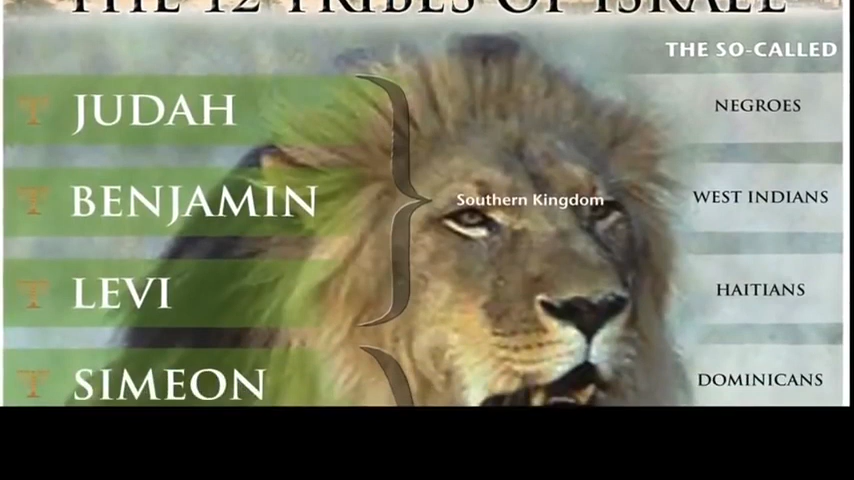 THE 12 TRIBES OF ISRAEL
THE SO-CALLED
JUDAH
NEGROES
BENJAMIN
Southern Kingdom
WEST INDIANS
LEVI
HAITIANS
SIMEON
DOMINICANS